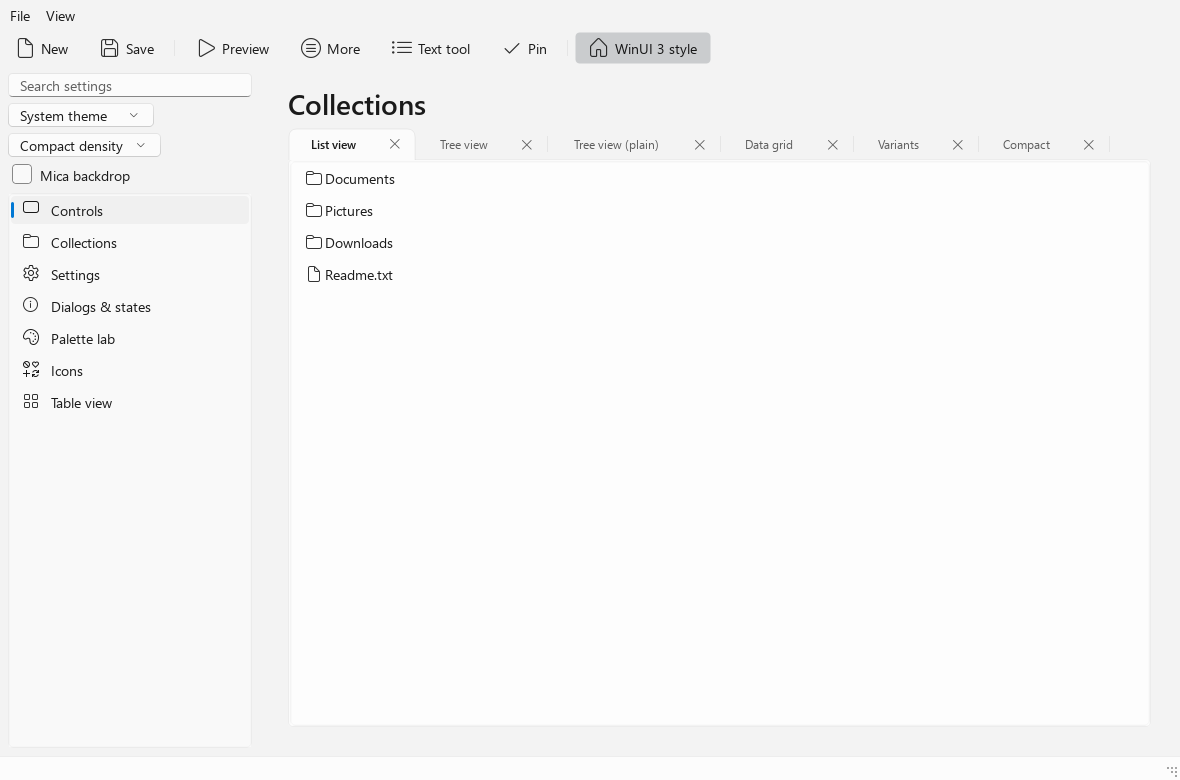 File View
New Save Preview More Text tool Pin WinUI 3 style
Search settings
System theme
Compact density
Mica backdrop
Controls
Collections
Settings
Dialogs & states
Palette lab
Icons
Table view
Collections
List view Tree view Tree view (plain) Data grid Variants Compact
Documents
Pictures
Downloads
Readme.txt